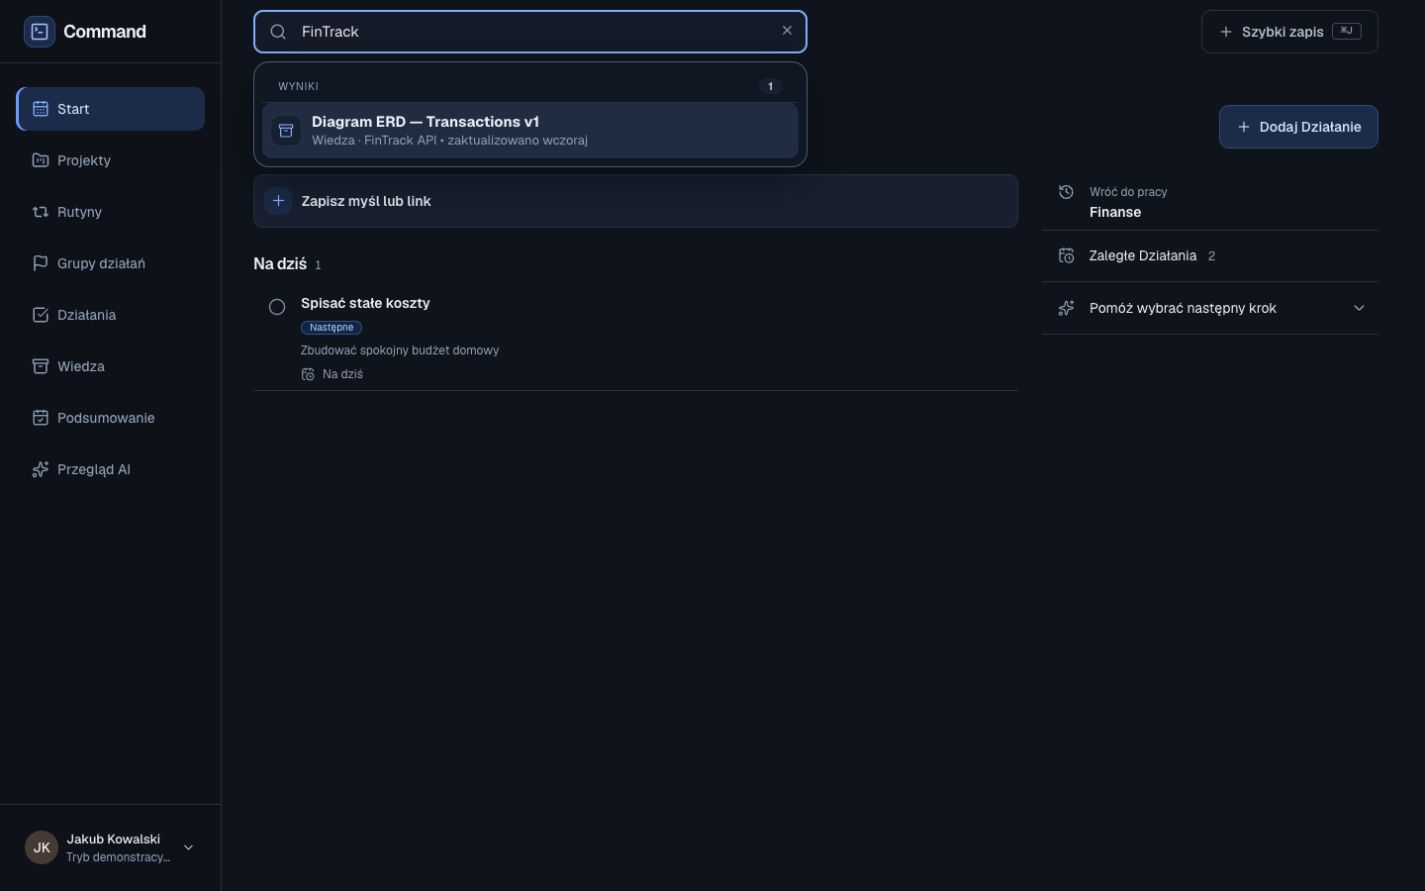 Command
Start
Projekty
Rutyny
Grupy działań
Działania
Wiedza
Podsumowanie
Przegląd AI
JK
Jakub Kowalski
Tryb demonstracy...
FinTrack
Szybki zapis ⌘J
WYNIKI 1
Diagram ERD — Transactions v1
Wiedza · FinTrack API • zaktualizowano wczoraj
Dodaj Działanie
Zapisz myśl lub link
Na dziś 1
Spisać stałe koszty
Następne
Zbudować spokojny budżet domowy
Na dziś
Wróć do pracy
Finanse
Zaległe Działania 2
Pomóż wybrać następny krok